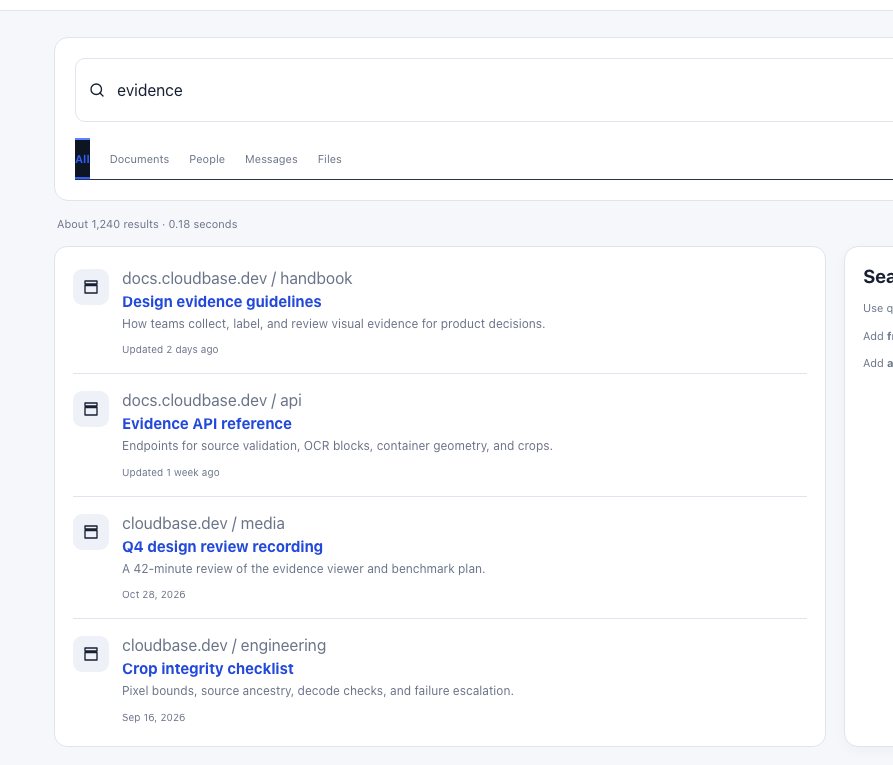 evidence
All Documents People Messages Files
About 1,240 results · 0.18 seconds
docs.cloudbase.dev / handbook
Design evidence guidelines
How teams collect, label, and review visual evidence for product decisions.
Updated 2 days ago
docs.cloudbase.dev / api
Evidence API reference
Endpoints for source validation, OCR blocks, container geometry, and crops.
Updated 1 week ago
cloudbase.dev / media
Q4 design review recording
A 42-minute review of the evidence viewer and benchmark plan.
Oct 28, 2026
cloudbase.dev / engineering
Crop integrity checklist
Pixel bounds, source ancestry, decode checks, and failure escalation.
Sep 16, 2026
Use
Add
Add